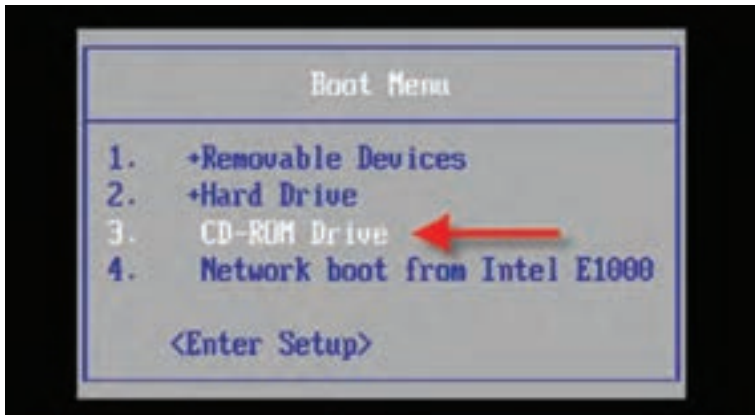 Boot Menu
1. +Removable Devices
2. +Hard Drive
3. CD-ROM Drive
4. Network boot from Intel E1000
<Enter Setup>